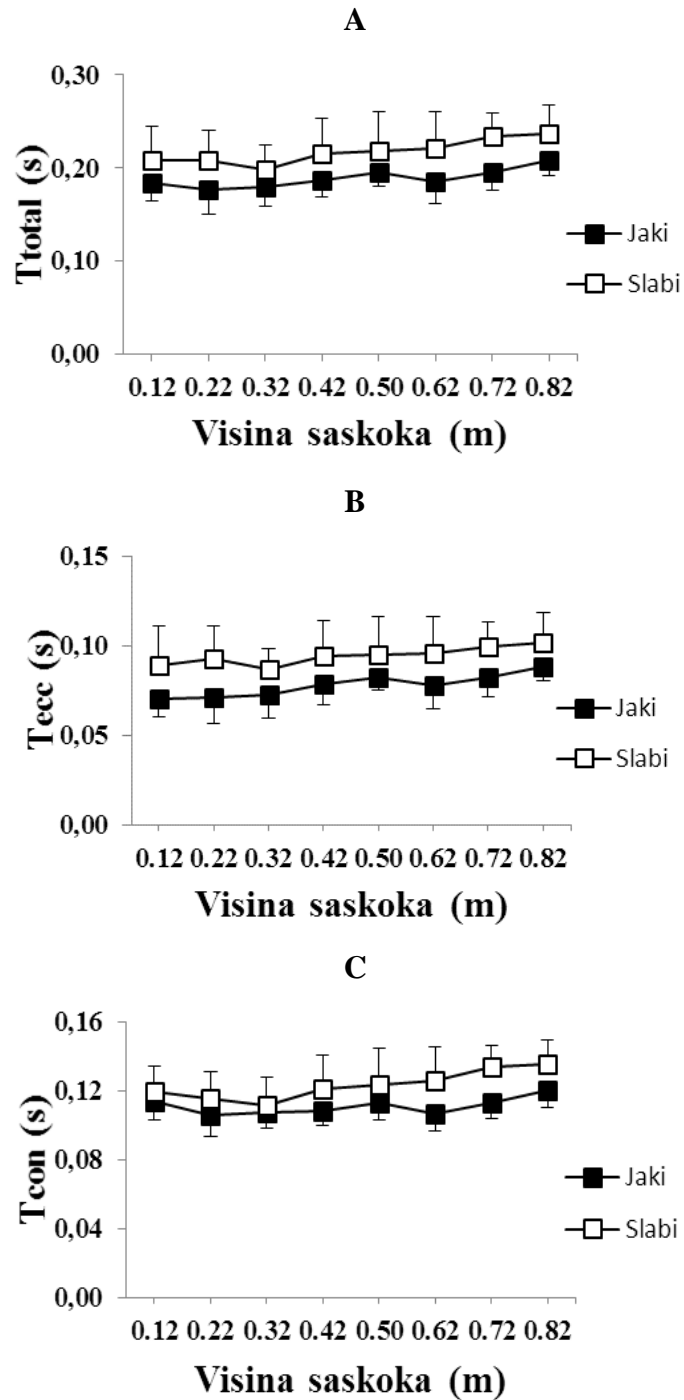 A
Ttotal (s)
0,30
0,20
0,10
0,00
0.12 0.22 0.32 0.42 0.50 0.62 0.72 0.82
Visina saskoka (m)
Jaki
Slabi
B
Tecc (s)
0,15
0,10
0,05
0,00
0.12 0.22 0.32 0.42 0.50 0.62 0.72 0.82
Visina saskoka (m)
Jaki
Slabi
C
Tcon (s)
0,16
0,12
0,08
0,04
0,00
0.12 0.22 0.32 0.42 0.50 0.62 0.72 0.82
Visina saskoka (m)
Jaki
Slabi